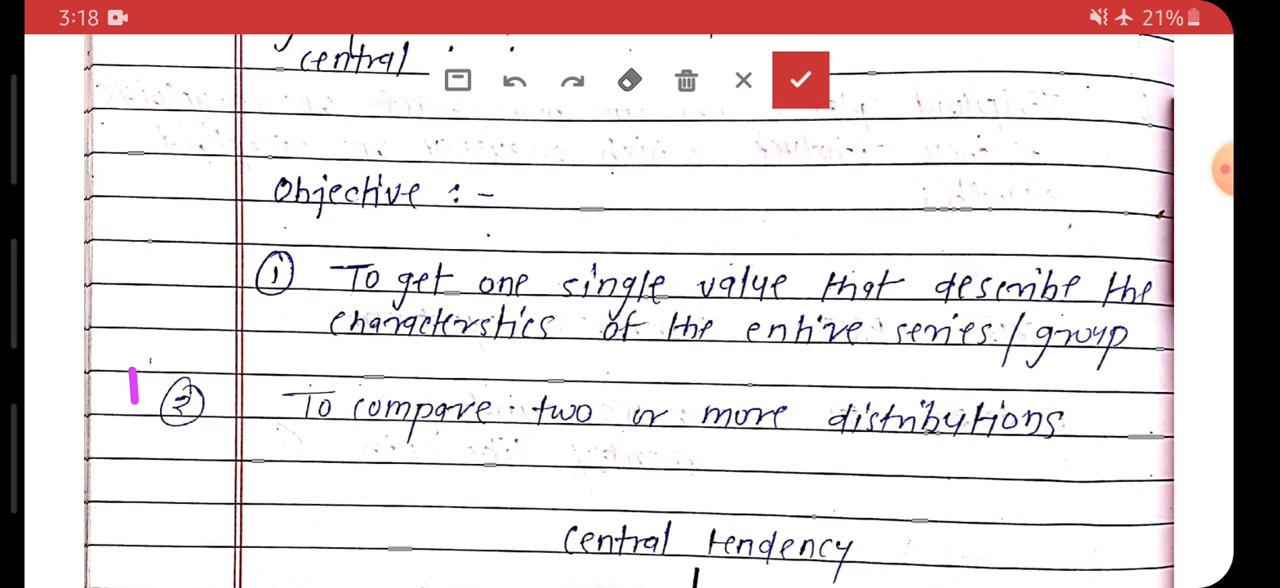 3:18 21%
central
Objective :-
① To get one single value that describe the
characterstics of the entire series/group
② To compare two or more distributions
central tendency